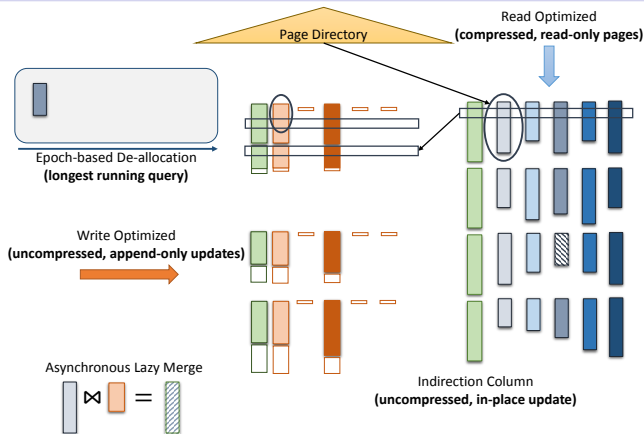 Page Directory
Read Optimized
(compressed, read-only pages)
Epoch-based De-allocation
(longest running query)
Write Optimized
(uncompressed, append-only updates)
Asynchronous Lazy Merge
⋈ =
Indirection Column
(uncompressed, in-place update)